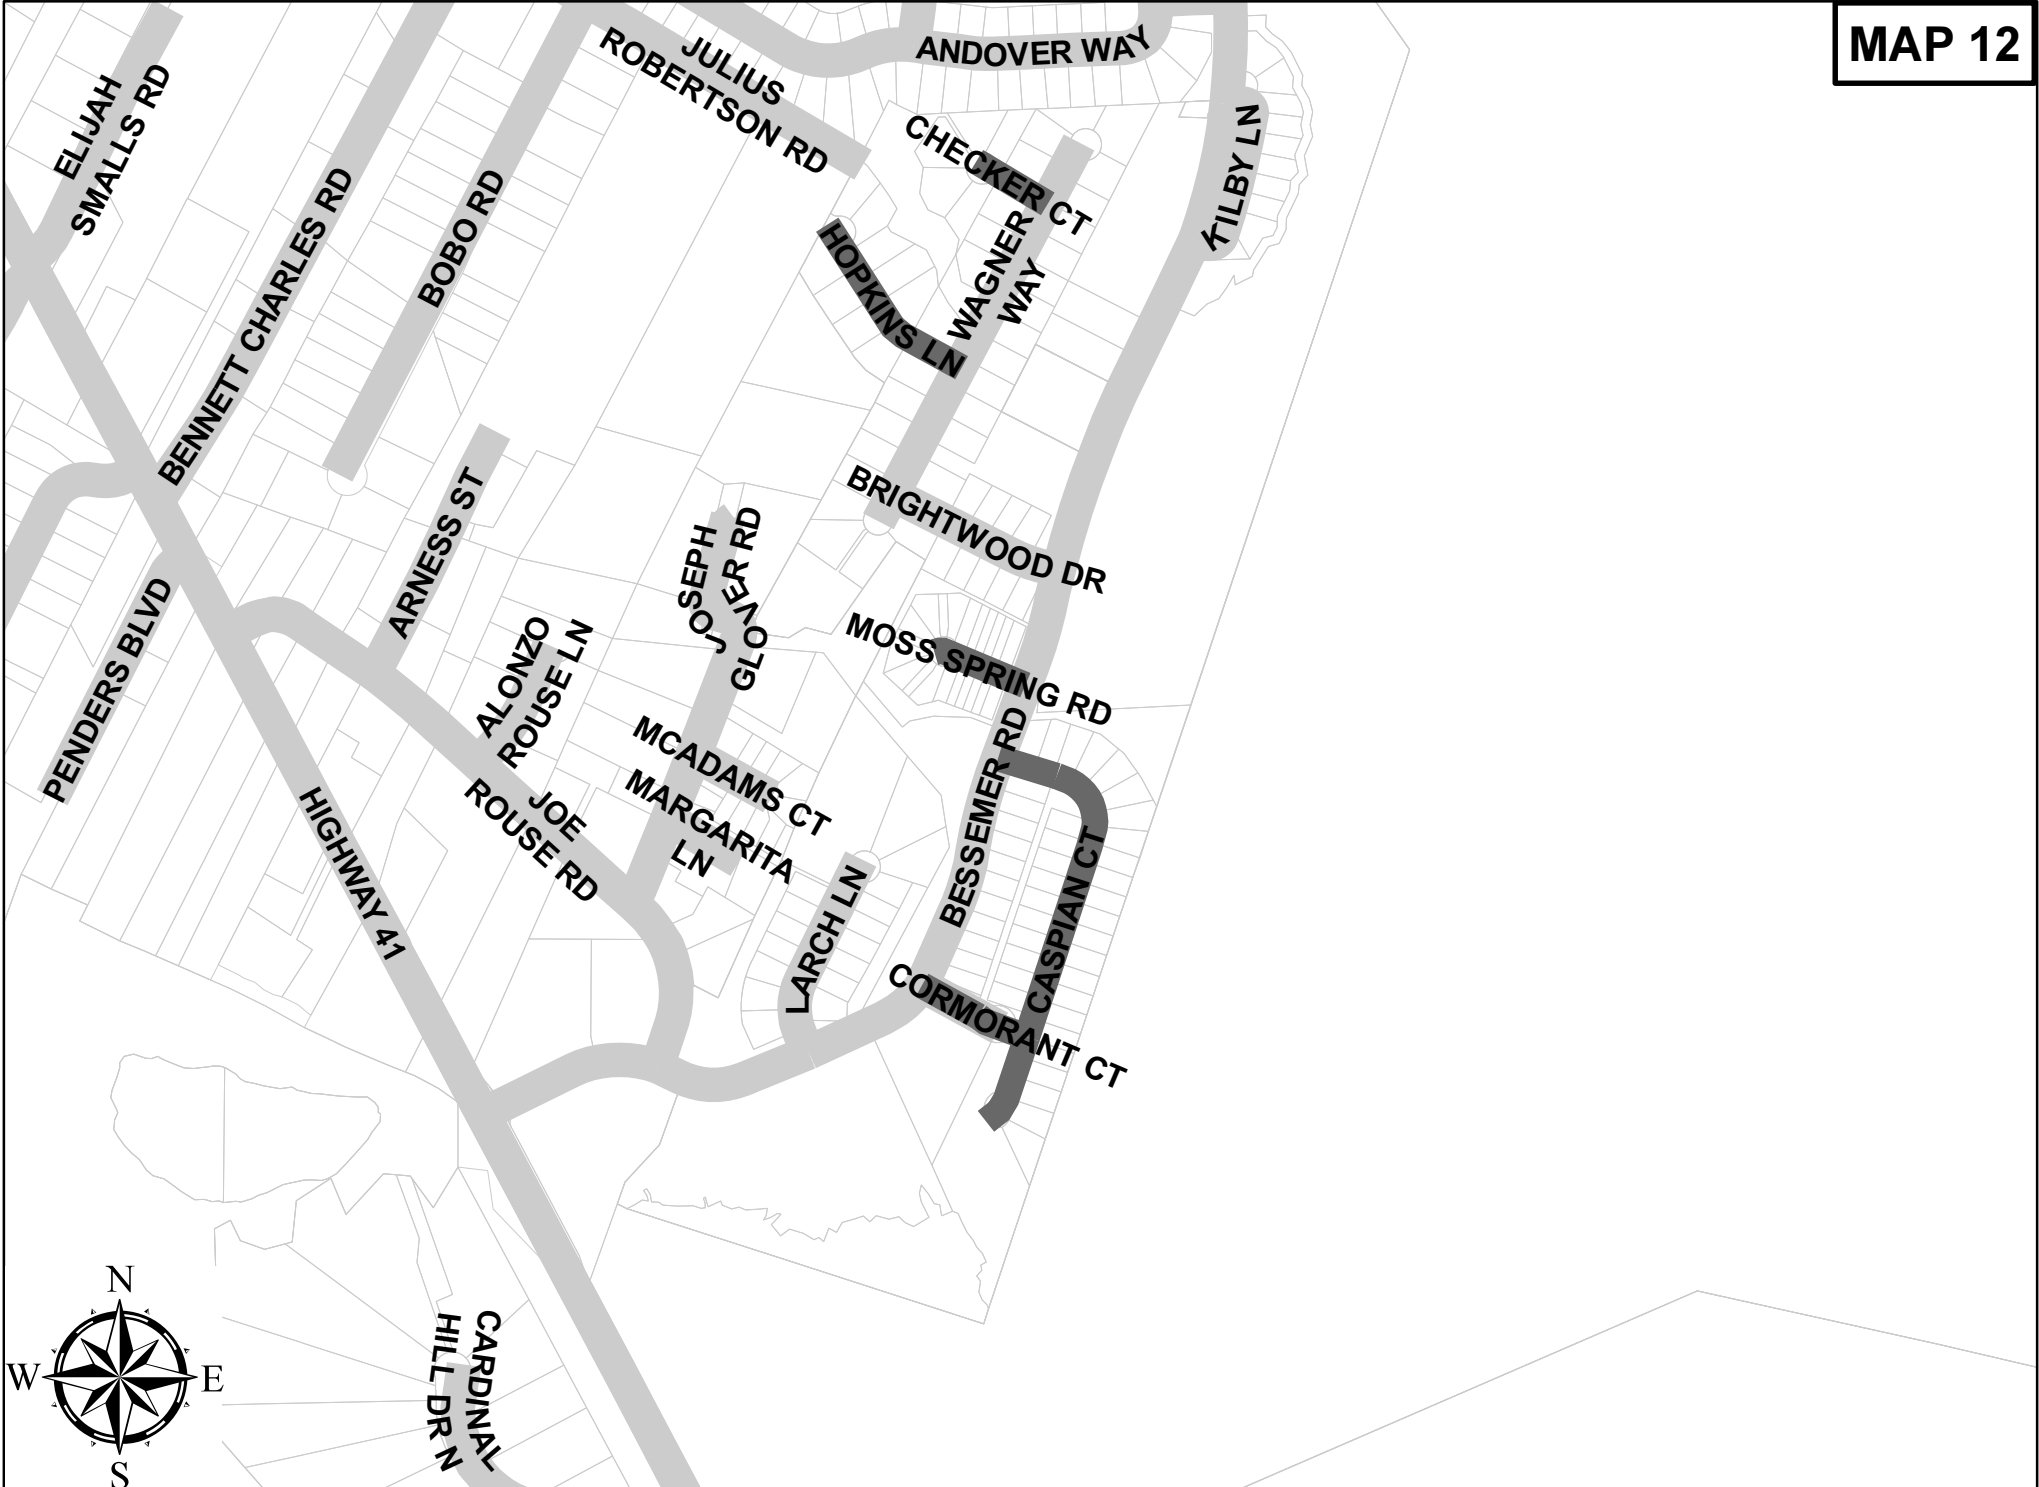 MAP 12
ANDOVER WAY
JULIUS
ROBERTSON RD
ELIJAH
SMALLS RD
CHECKER CT
KILBY LN
BENNETT CHARLES RD
BOBO RD
HOPKINS LN
WAGNER
WAY
BRIGHTWOOD DR
ARNESS ST
JOSEPH
GLOVER RD
PENDERS BLVD
ALONZO
ROUSE LN
MOSS SPRING RD
MCADAMS CT
MARGARITA
LN
BESSEMER RD
JOE
ROUSE RD
HIGHWAY 41
CASPIAN CT
LARCH LN
CORMORANT CT
CARDINAL
HILL DR N
N
W
E
S